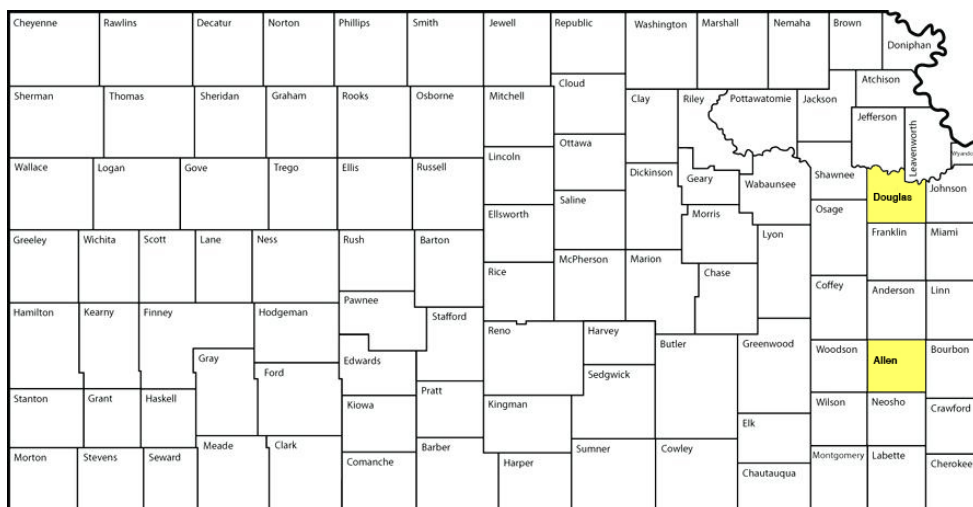 Cheyenne
Rawlins
Decatur
Norton
Phillips
Smith
Jewell
Republic
Washington
Marshall
Nemaha
Brown
Doniphan
Atchison
Cloud
Sherman
Thomas
Sheridan
Graham
Rooks
Osborne
Mitchell
Clay
Riley
Pottawatomie
Jackson
Jefferson
Leavenworth
Ottawa
Lincoln
Wyandotte
Wallace
Logan
Gove
Trego
Ellis
Russell
Dickinson
Geary
Wabaunsee
Shawnee
Douglas
Johnson
Saline
Ellsworth
Morris
Osage
Greeley
Wichita
Scott
Lane
Ness
Rush
Barton
Lyon
Franklin
Miami
McPherson
Marion
Rice
Chase
Coffey
Anderson
Linn
Hamilton
Kearny
Finney
Hodgeman
Pawnee
Stafford
Reno
Harvey
Butler
Greenwood
Woodson
Allen
Bourbon
Gray
Edwards
Ford
Sedgwick
Pratt
Stanton
Grant
Haskell
Kiowa
Kingman
Wilson
Neosho
Crawford
Elk
Meade
Clark
Barber
Sumner
Cowley
Morton
Stevens
Seward
Comanche
Harper
Chautauqua
Montgomery
Labette
Cherokee